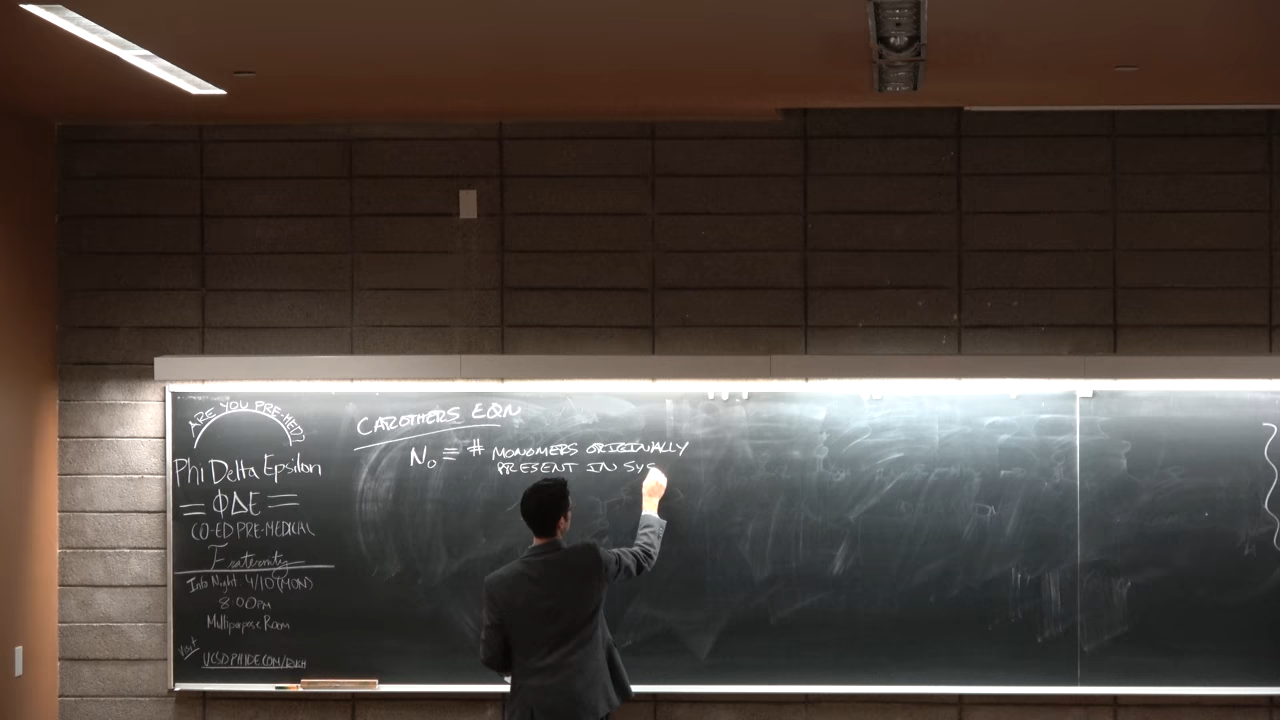 ARE YOU PRE-MED?
Phi Delta Epsilon
= ΦΔE =
CO-ED PRE-MEDICAL
Fraternity
Info Night: 4/10 (MON)
8:00PM
Multipurpose Room
Visit
UCSDPHIDE.COM/RUSH
CAROTHERS EQN
N₀ ≡ # MONOMERS ORIGINALLY
PRESENT IN SYS